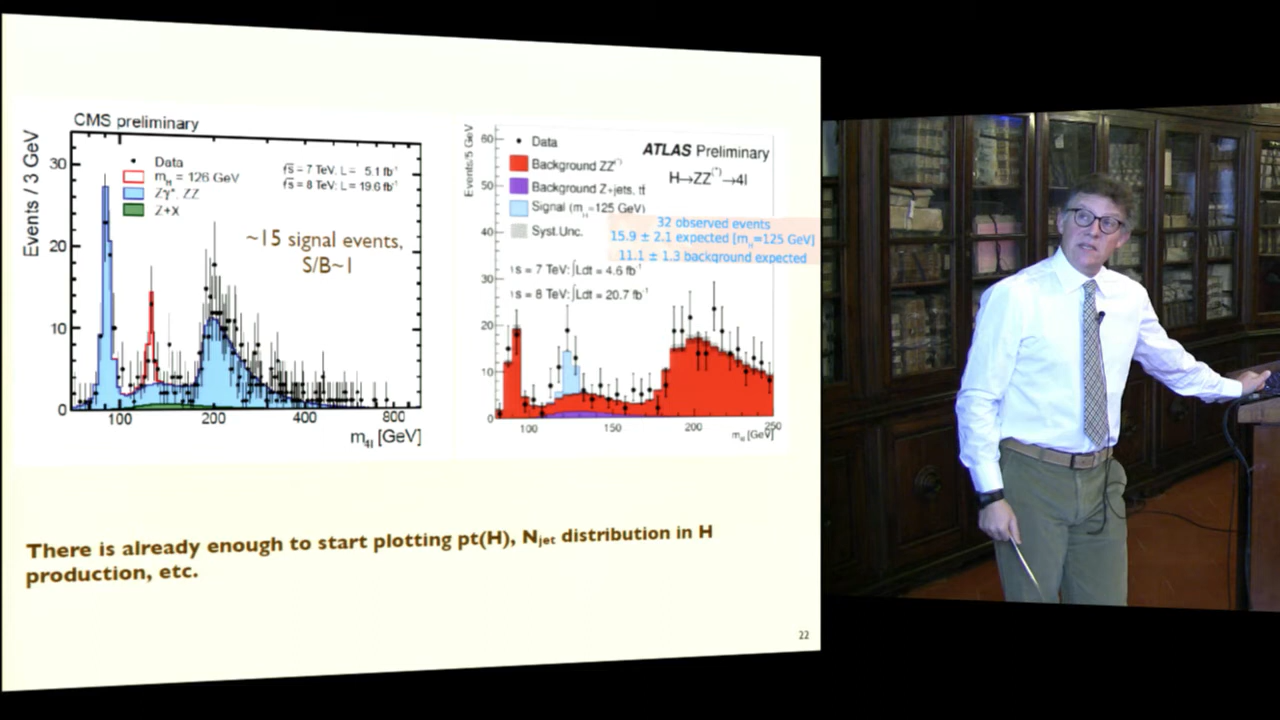 CMS preliminary
Events / 3 GeV
30
20
10
0
Data
m_H = 126 GeV
Zγ*, ZZ
Z+X
√s = 7 TeV: L = 5.1 fb⁻¹
√s = 8 TeV: L = 19.6 fb⁻¹
~15 signal events,
S/B~1
100
200
400
800
m4l [GeV]
Events/5 GeV
60
50
40
30
20
10
0
Data
Background ZZ(*)
Background Z+jets, tt̄
Signal (m_H=125 GeV)
Syst.Unc.
ATLAS Preliminary
H→ZZ(*)→4l
32 observed events
15.9 ± 2.1 expected [m_H=125 GeV]
11.1 ± 1.3 background expected
√s = 7 TeV: ∫Ldt = 4.6 fb⁻¹
√s = 8 TeV: ∫Ldt = 20.7 fb⁻¹
100
150
200
250
m4l [GeV]
There is already enough to start plotting pt(H), Njet distribution in H
production, etc.
22